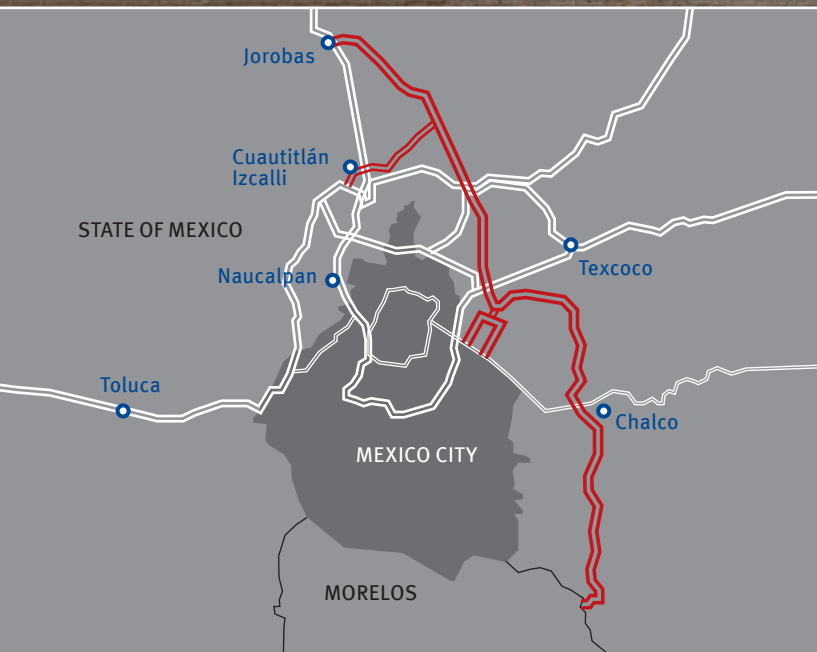 Jorobas
Cuautitlán
Izcalli
STATE OF MEXICO
Naucalpan
Texcoco
Toluca
Chalco
MEXICO CITY
MORELOS